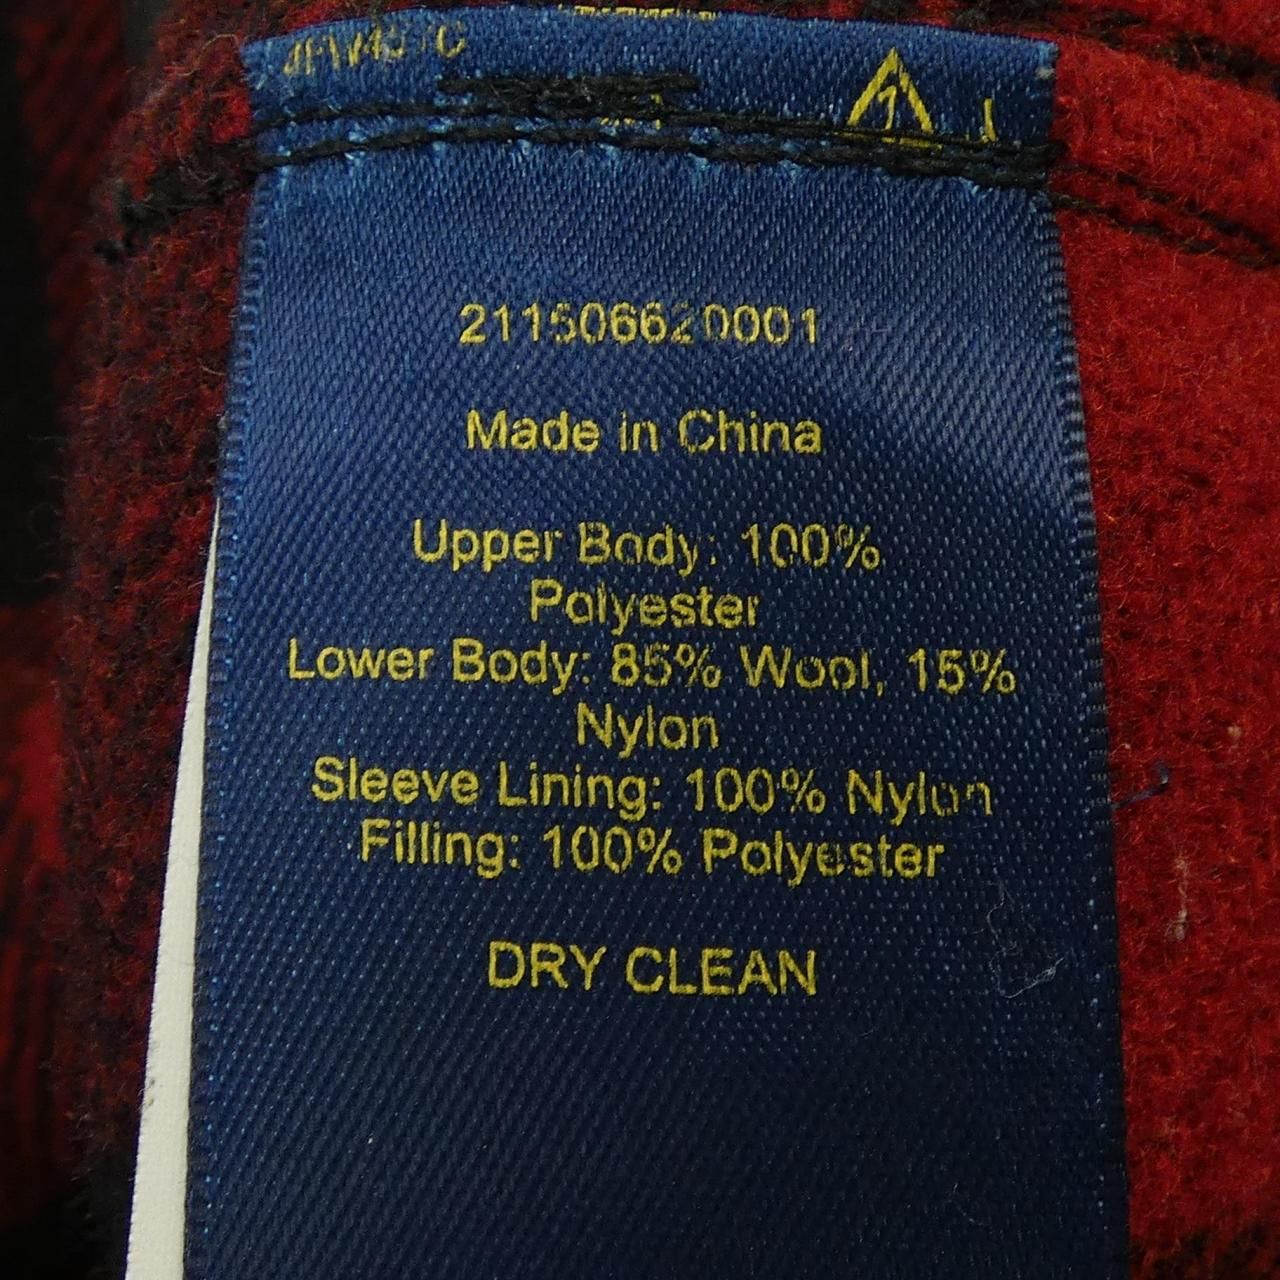 211506620001
Made in China
Upper Body: 100%
Polyester
Lower Body: 85% Wool, 15%
Nylon
Sleeve Lining: 100% Nylon
Filling: 100% Polyester
DRY CLEAN